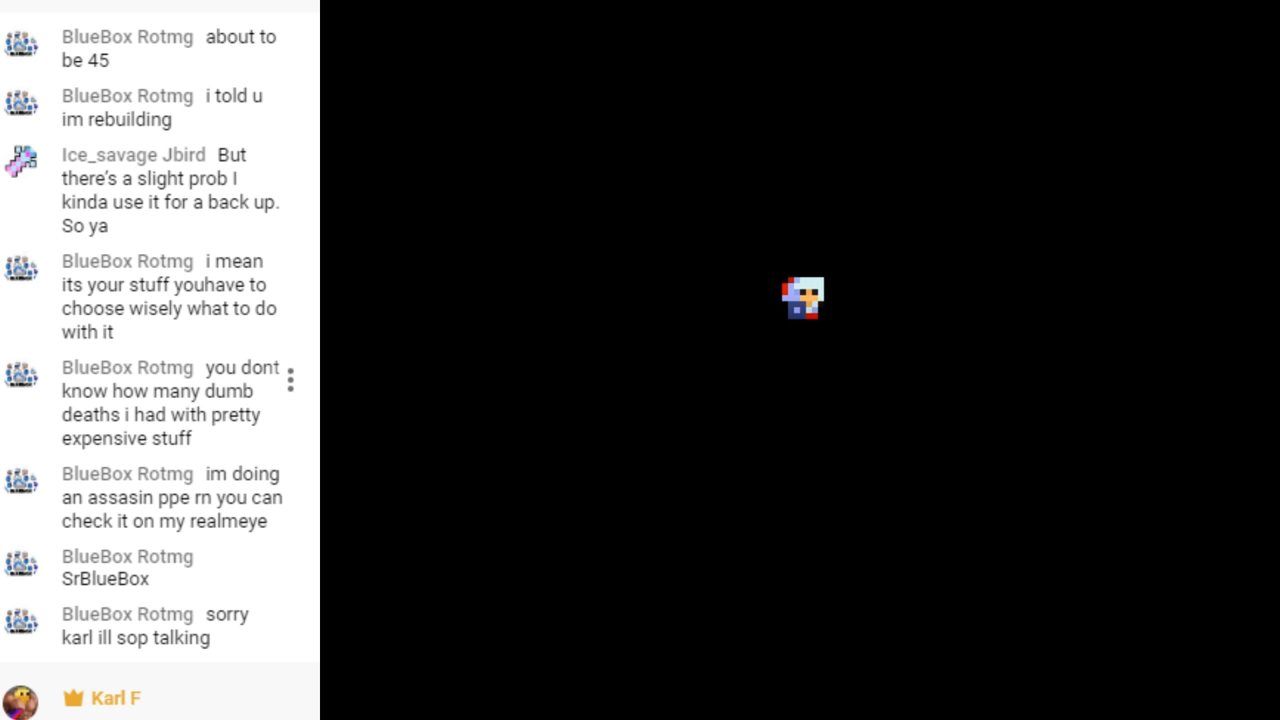 BlueBox Rotmg about to
be 45
BlueBox Rotmg i told u
im rebuilding
Ice_savage Jbird But
there's a slight prob I
kinda use it for a back up.
So ya
BlueBox Rotmg i mean
its your stuff youhave to
choose wisely what to do
with it
BlueBox Rotmg you dont
know how many dumb
deaths i had with pretty
expensive stuff
BlueBox Rotmg im doing
an assasin ppe rn you can
check it on my realmeye
BlueBox Rotmg
SrBlueBox
BlueBox Rotmg sorry
karl ill sop talking
Karl F